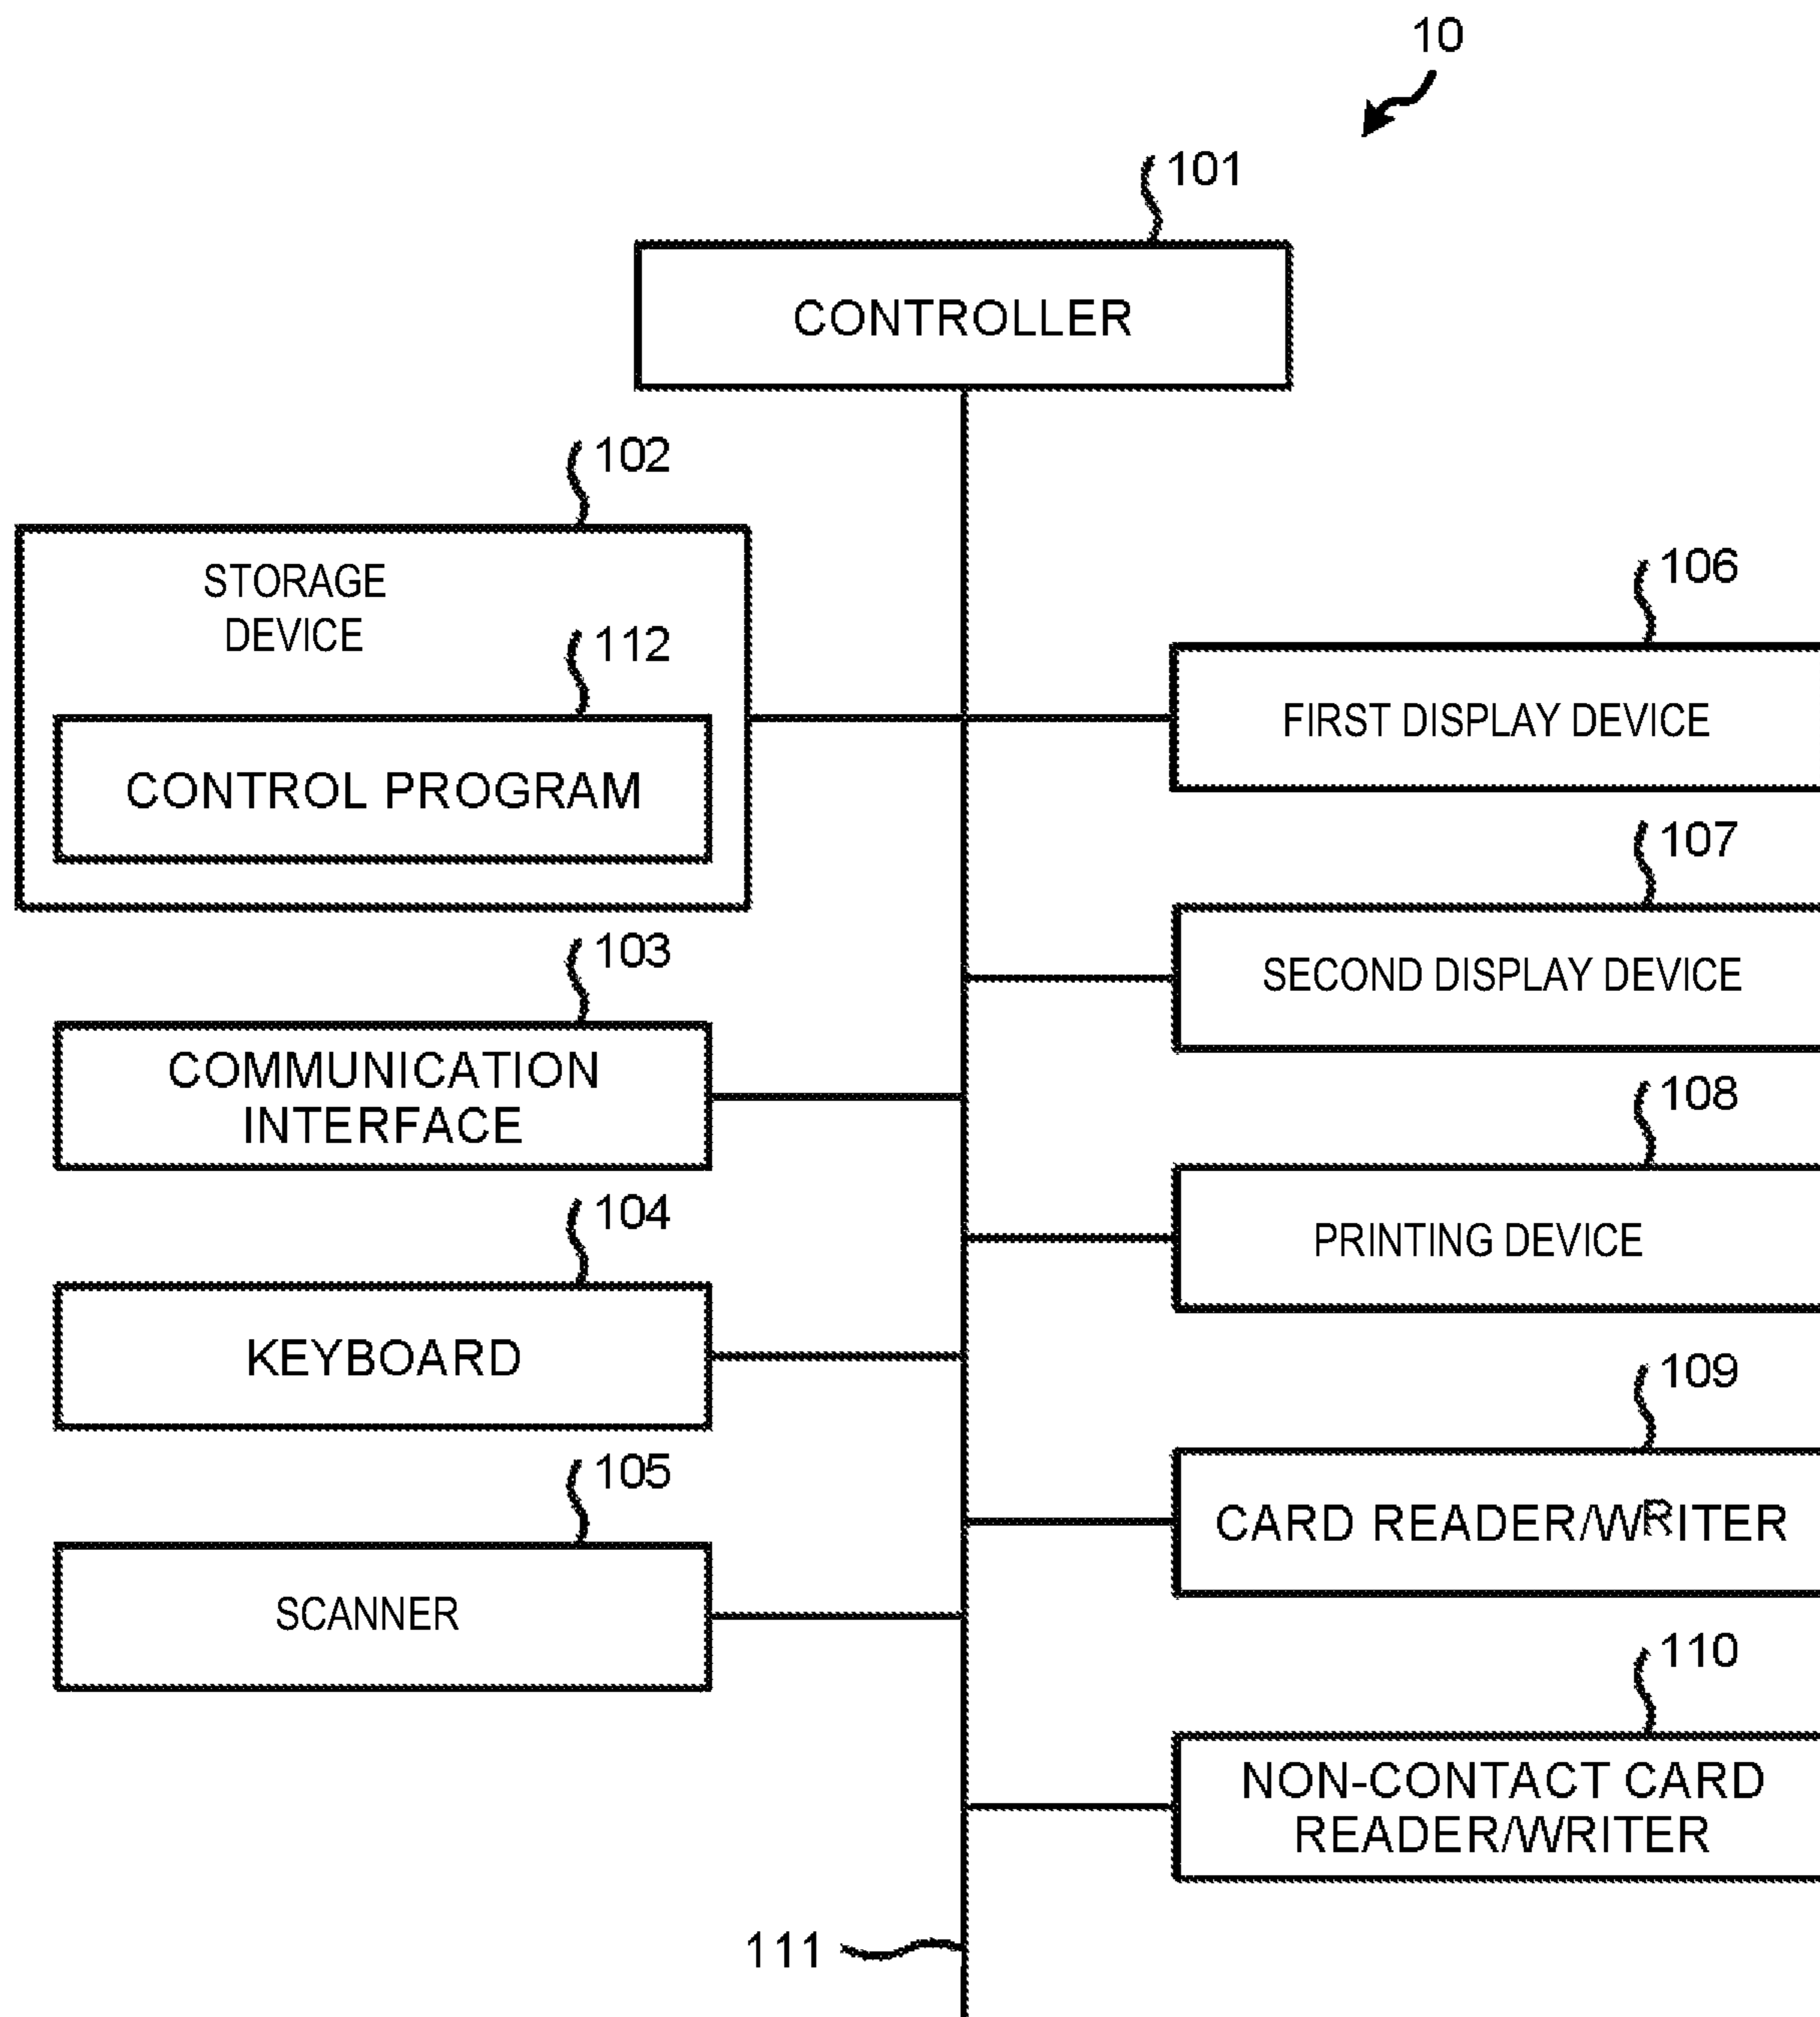 10
101
CONTROLLER
102
STORAGE
DEVICE
112
CONTROL PROGRAM
103
COMMUNICATION
INTERFACE
104
KEYBOARD
105
SCANNER
106
FIRST DISPLAY DEVICE
107
SECOND DISPLAY DEVICE
108
PRINTING DEVICE
109
CARD READER/WRITER
110
NON-CONTACT CARD
READER/WRITER
111